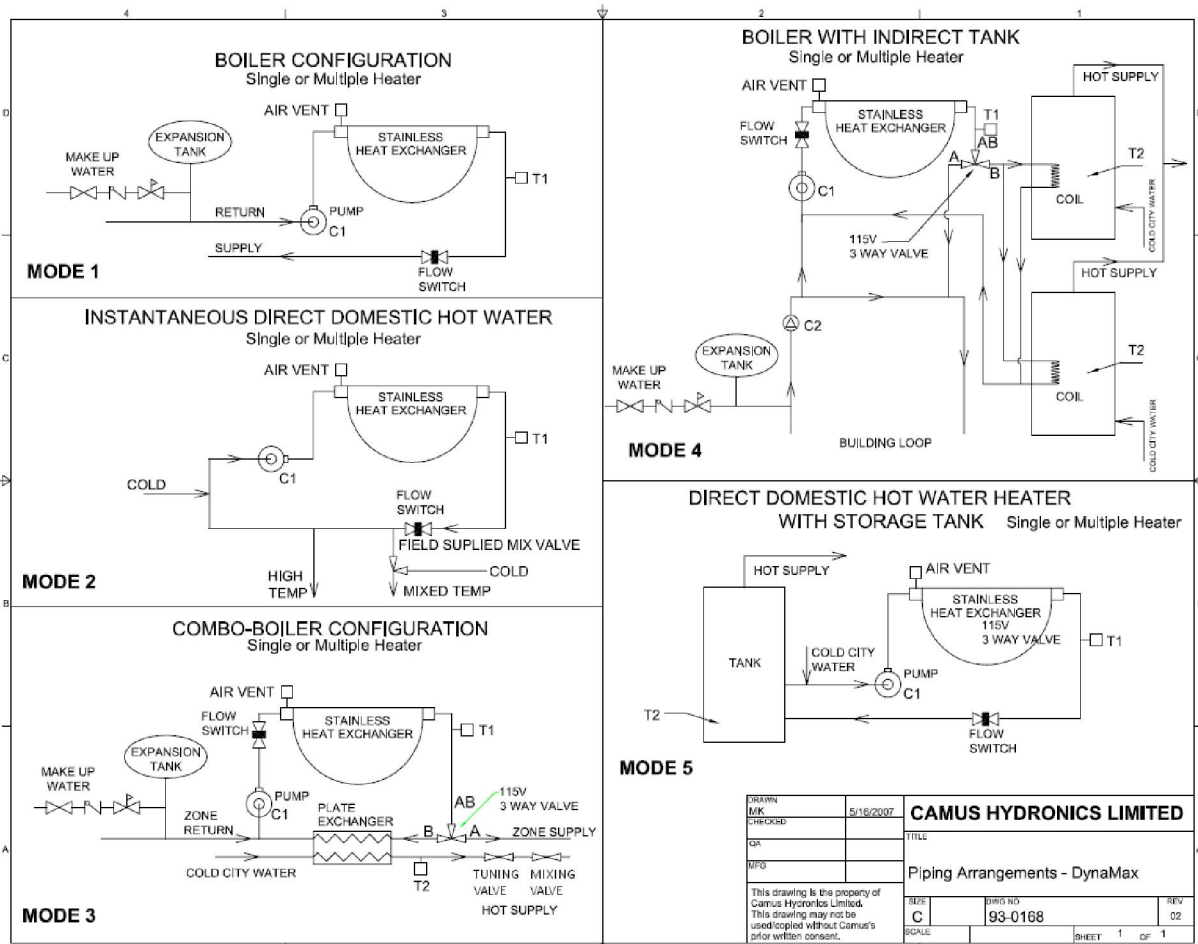 4
3
2
1
D
C
B
A
A
BOILER CONFIGURATION
Single or Multiple Heater
AIR VENT
EXPANSION
TANK
MAKE UP
WATER
STAINLESS
HEAT EXCHANGER
T1
RETURN
PUMP
C1
SUPPLY
FLOW
SWITCH
MODE 1
INSTANTANEOUS DIRECT DOMESTIC HOT WATER
Single or Multiple Heater
AIR VENT
STAINLESS
HEAT EXCHANGER
T1
C1
COLD
FLOW
SWITCH
FIELD SUPLIED MIX VALVE
COLD
HIGH
TEMP
MIXED TEMP
MODE 2
COMBO-BOILER CONFIGURATION
Single or Multiple Heater
AIR VENT
FLOW
SWITCH
STAINLESS
HEAT EXCHANGER
T1
EXPANSION
TANK
MAKE UP
WATER
PUMP
C1
AB
115V
3 WAY VALVE
ZONE
RETURN
PLATE
EXCHANGER
B
A
ZONE SUPPLY
COLD CITY WATER
T2
TUNING
VALVE
MIXING
VALVE
HOT SUPPLY
MODE 3
BOILER WITH INDIRECT TANK
Single or Multiple Heater
AIR VENT
HOT SUPPLY
FLOW
SWITCH
STAINLESS
HEAT EXCHANGER
T1
AB
A
B
T2
C1
COIL
COLD CITY WATER
115V
3 WAY VALVE
HOT SUPPLY
C2
EXPANSION
TANK
T2
MAKE UP
WATER
COIL
COLD CITY WATER
BUILDING LOOP
MODE 4
DIRECT DOMESTIC HOT WATER HEATER
WITH STORAGE TANK Single or Multiple Heater
HOT SUPPLY
AIR VENT
STAINLESS
HEAT EXCHANGER
115V
3 WAY VALVE
T1
TANK
COLD CITY
WATER
PUMP
C1
T2
FLOW
SWITCH
MODE 5
DRAWN
MK 5/16/2007
CHECKED
QA
MFG
CAMUS HYDRONICS LIMITED
TITLE
Piping Arrangements - DynaMax
This drawing is the property of
Camus Hydronics Limited.
This drawing may not be
used/copied without Camus's
prior written consent.
SIZE
C
DWG NO
93-0168
REV
02
SCALE
SHEET 1 OF 1